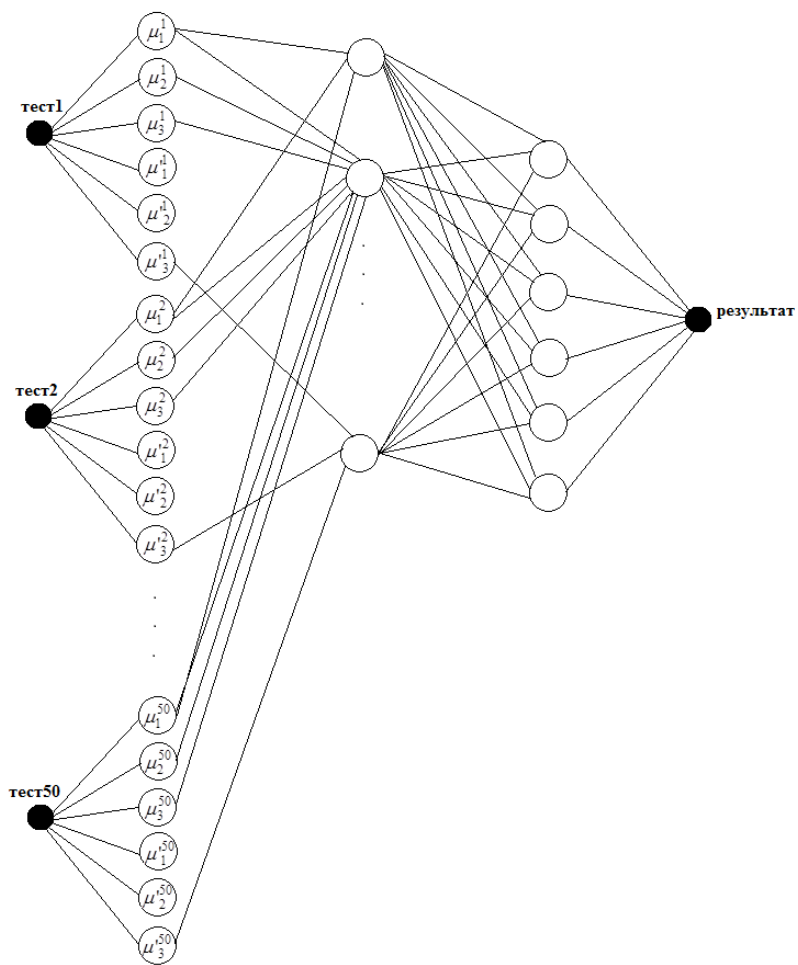 тест1
μ₁¹
μ₂¹
μ₃¹
μ'₁¹
μ'₂¹
μ'₃¹
тест2
μ₁²
μ₂²
μ₃²
μ'₁²
μ'₂²
μ'₃²
.
.
.
тест50
μ₁⁵⁰
μ₂⁵⁰
μ₃⁵⁰
μ'₁⁵⁰
μ'₂⁵⁰
μ'₃⁵⁰
.
.
.
результат